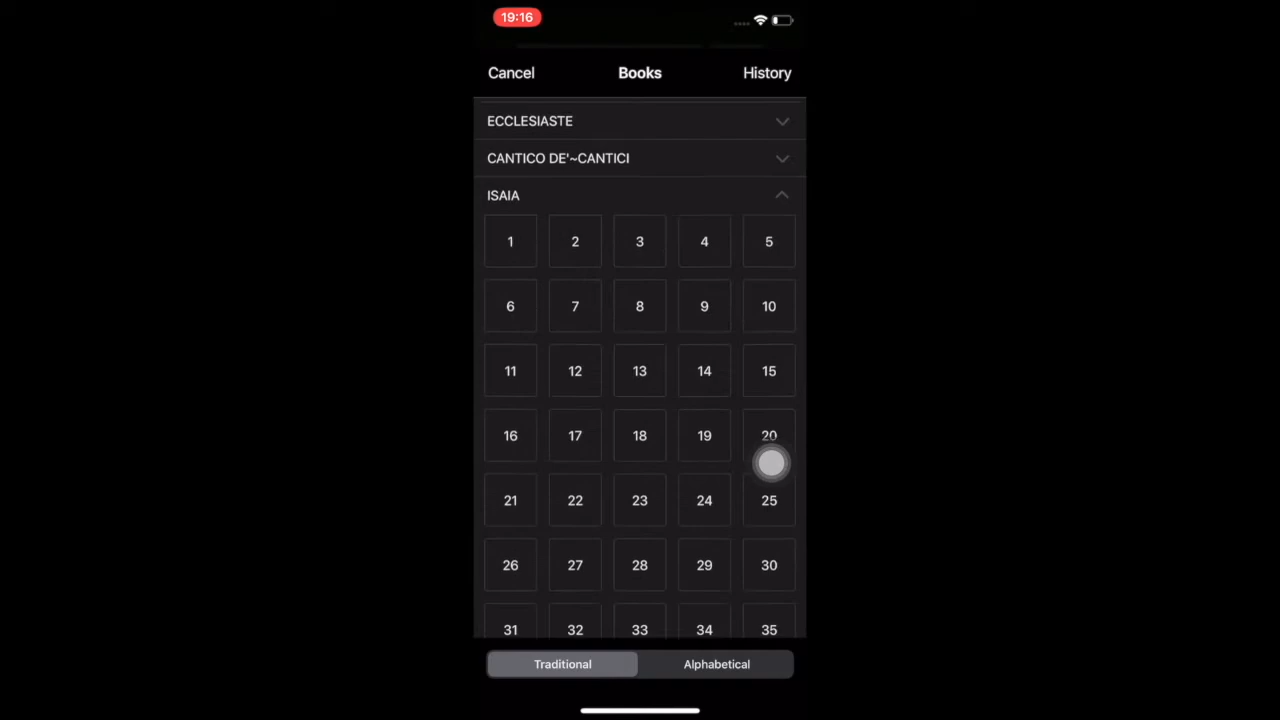 19:16
Cancel Books History
ECCLESIASTE
CANTICO DE'~CANTICI
ISAIA
1 2 3 4 5
6 7 8 9 10
11 12 13 14 15
16 17 18 19 20
21 22 23 24 25
26 27 28 29 30
31 32 33 34 35
Traditional Alphabetical